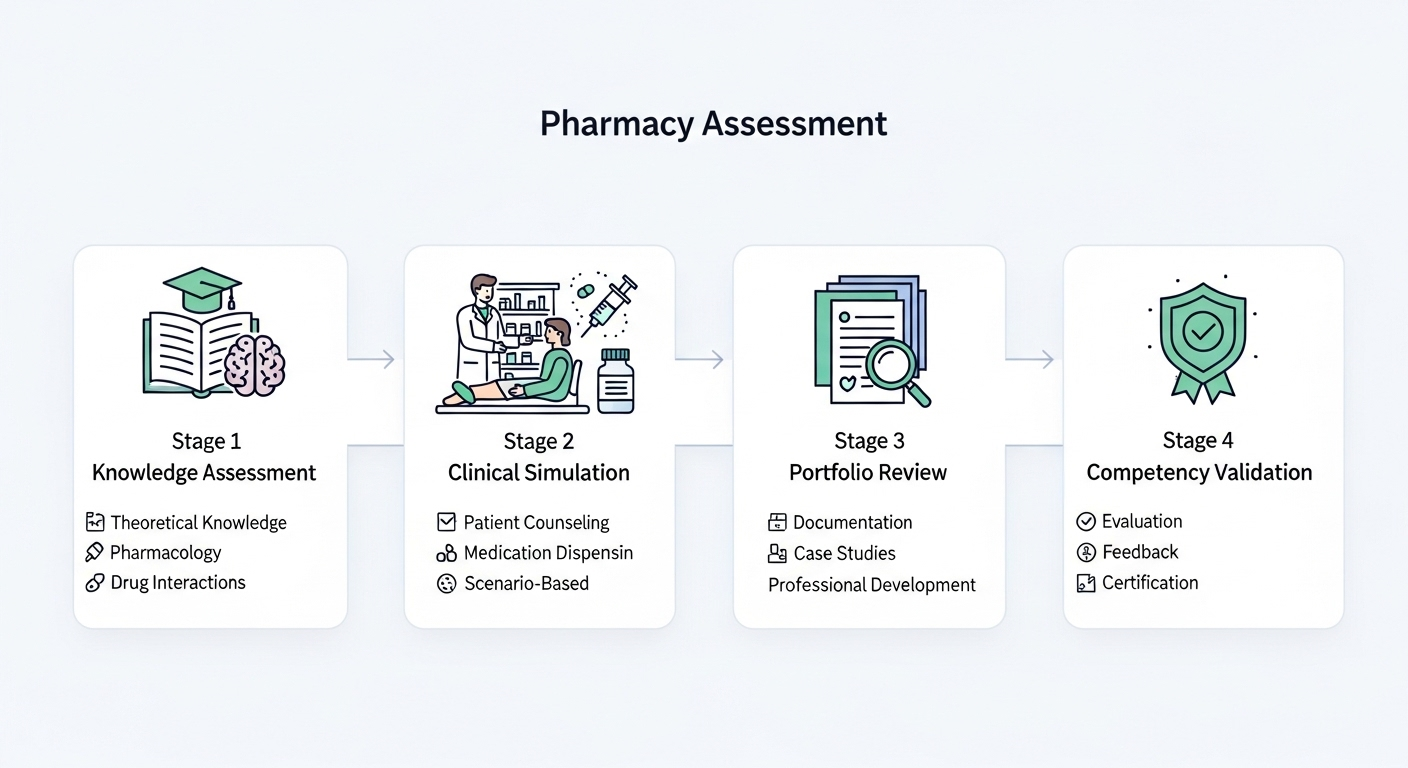 Pharmacy Assessment
Stage 1
Knowledge Assessment
Theoretical Knowledge
Pharmacology
Drug Interactions
Stage 2
Clinical Simulation
Patient Counseling
Medication Dispensin
Scenario-Based
Stage 3
Portfolio Review
Documentation
Case Studies
Professional Development
Stage 4
Competency Validation
Evaluation
Feedback
Certification